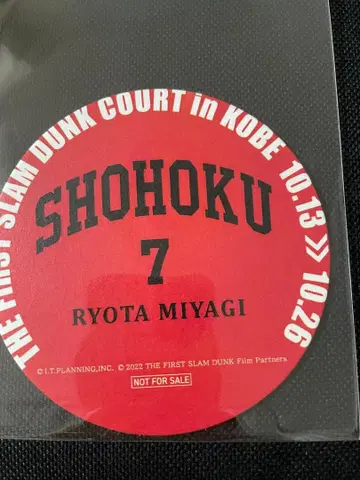 THE FIRST SLAM DUNK COURT in KOBE 10.13 >> 10.26
SHOHOKU
7
RYOTA MIYAGI
© I.T.PLANNING,INC. © 2022 THE FIRST SLAM DUNK Film Partners.
NOT FOR SALE